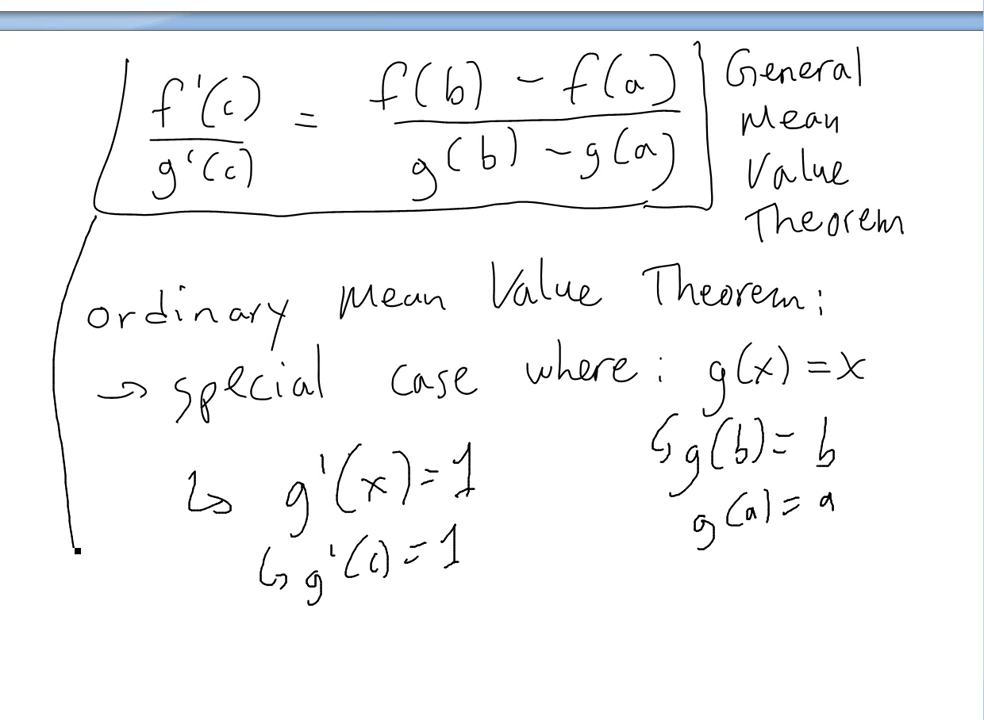 f'(c) / g'(c) = (f(b) - f(a)) / (g(b) - g(a))
General
Mean
Value
Theorem
ordinary Mean Value Theorem:
→ special case where: g(x) = x
↳ g(b) = b
g(a) = a
↳ g'(x) = 1
↳ g'(c) = 1